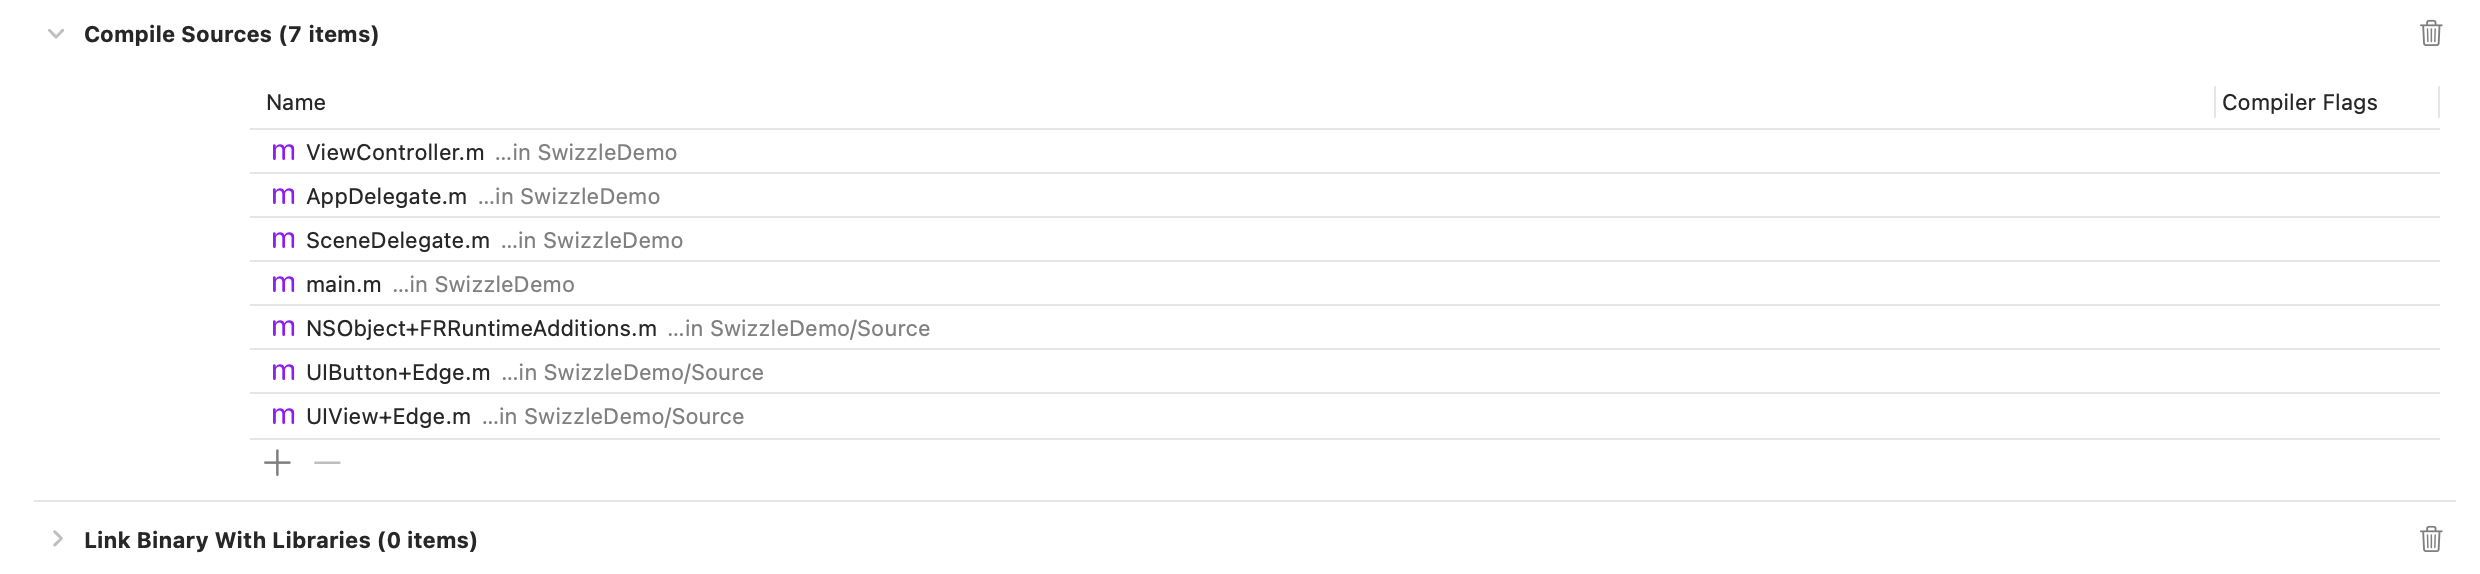 Compile Sources (7 items)
Name Compiler Flags
m ViewController.m ...in SwizzleDemo
m AppDelegate.m ...in SwizzleDemo
m SceneDelegate.m ...in SwizzleDemo
m main.m ...in SwizzleDemo
m NSObject+FRRuntimeAdditions.m ...in SwizzleDemo/Source
m UIButton+Edge.m ...in SwizzleDemo/Source
m UIView+Edge.m ...in SwizzleDemo/Source
Link Binary With Libraries (0 items)